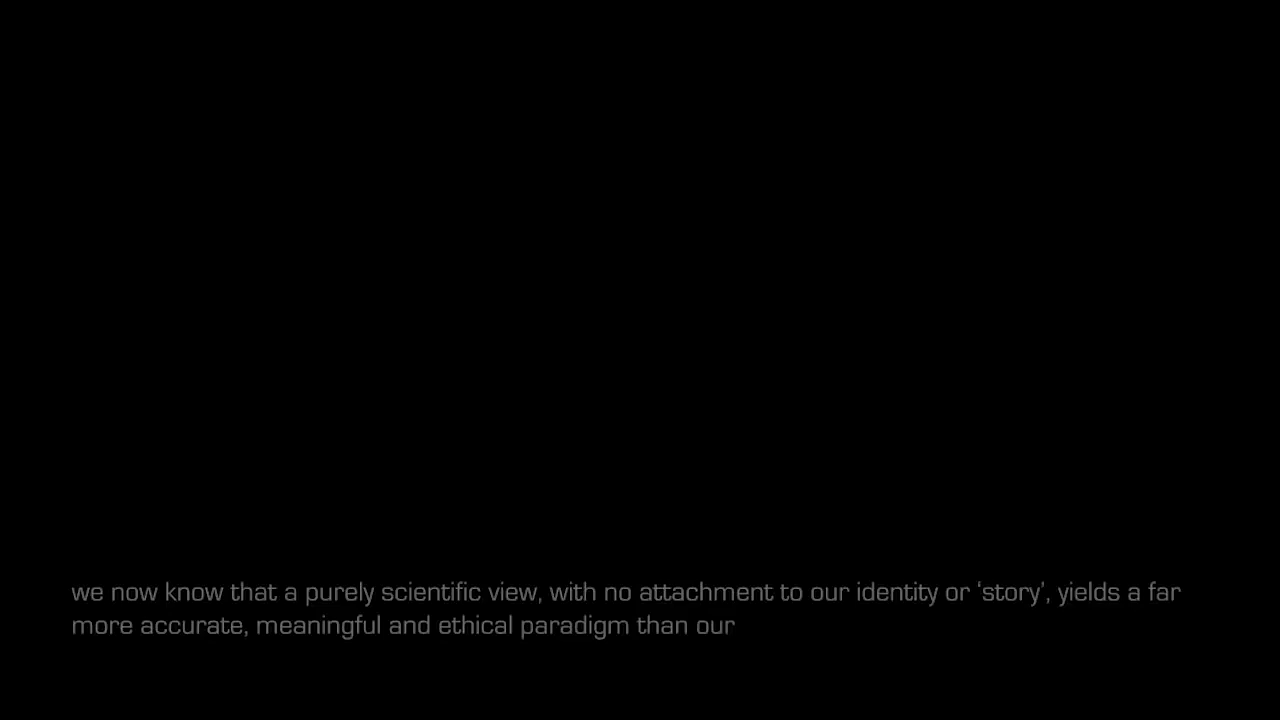 we now know that a purely scientific view, with no attachment to our identity or ‘story’, yields a far
more accurate, meaningful and ethical paradigm than our